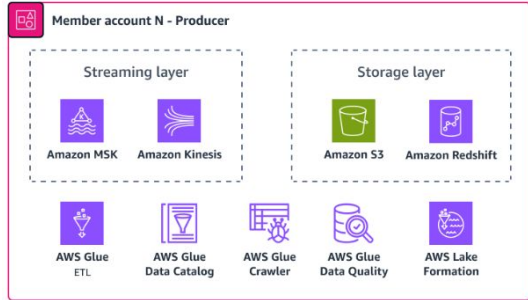 Member account N - Producer
Streaming layer
Storage layer
Amazon MSK
Amazon Kinesis
Amazon S3
Amazon Redshift
AWS Glue
ETL
AWS Glue
Data Catalog
AWS Glue
Crawler
AWS Glue
Data Quality
AWS Lake
Formation